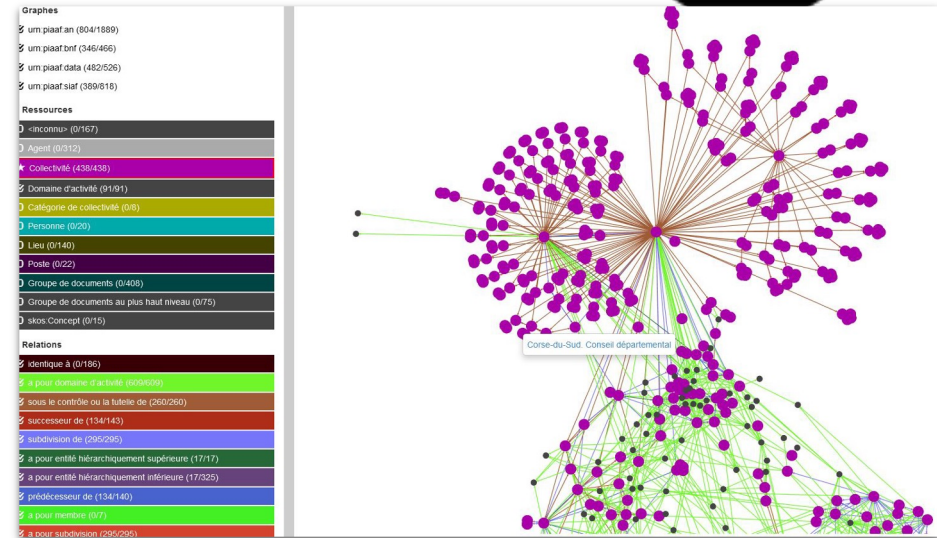 Graphes
urn:piaaf:an (804/1889)
urn:piaaf:bnf (346/466)
urn:piaaf:data (482/526)
urn:piaaf:siaf (389/818)
Ressources
<inconnu> (0/167)
Agent (0/312)
Collectivité (438/438)
Domaine d'activité (91/91)
Catégorie de collectivité (0/8)
Personne (0/20)
Lieu (0/140)
Poste (0/22)
Groupe de documents (0/408)
Groupe de documents au plus haut niveau (0/75)
skos:Concept (0/15)
Relations
identique à (0/186)
a pour domaine d'activité (609/609)
sous le contrôle ou la tutelle de (260/260)
successeur de (134/143)
subdivision de (295/295)
a pour entité hiérarchiquement supérieure (17/17)
a pour entité hiérarchiquement inférieure (17/325)
prédécesseur de (134/140)
a pour membre (0/7)
a pour subdivision (295/295)
Corse-du-Sud. Conseil départemental